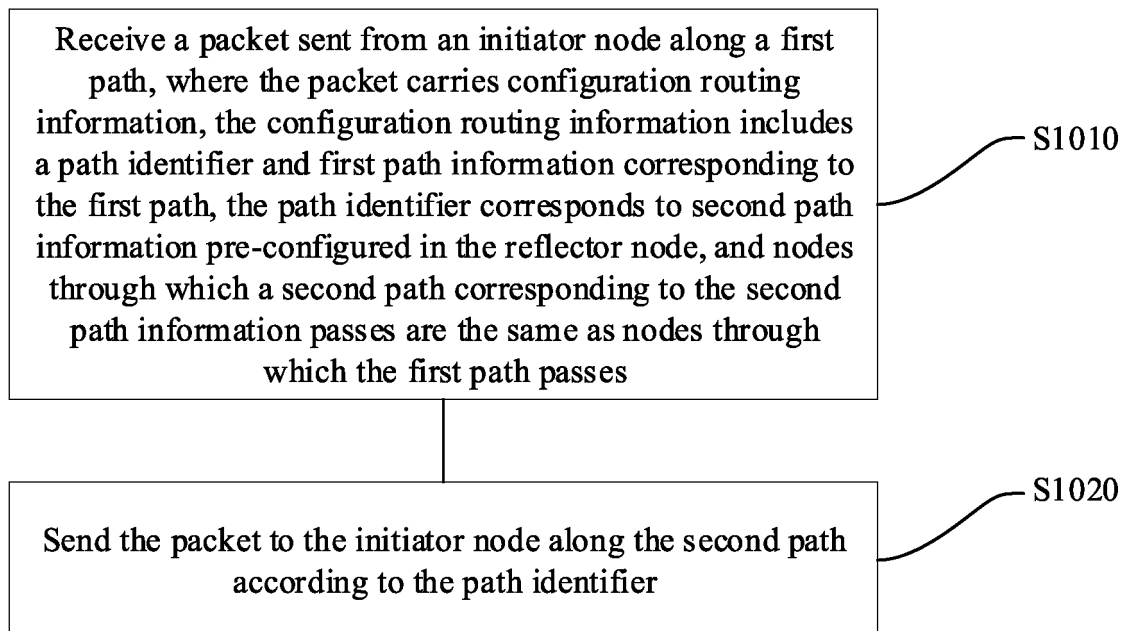 Receive a packet sent from an initiator node along a first
path, where the packet carries configuration routing
information, the configuration routing information includes
a path identifier and first path information corresponding to
the first path, the path identifier corresponds to second path
information pre-configured in the reflector node, and nodes
through which a second path corresponding to the second
path information passes are the same as nodes through
which the first path passes
S1010
Send the packet to the initiator node along the second path
according to the path identifier
S1020